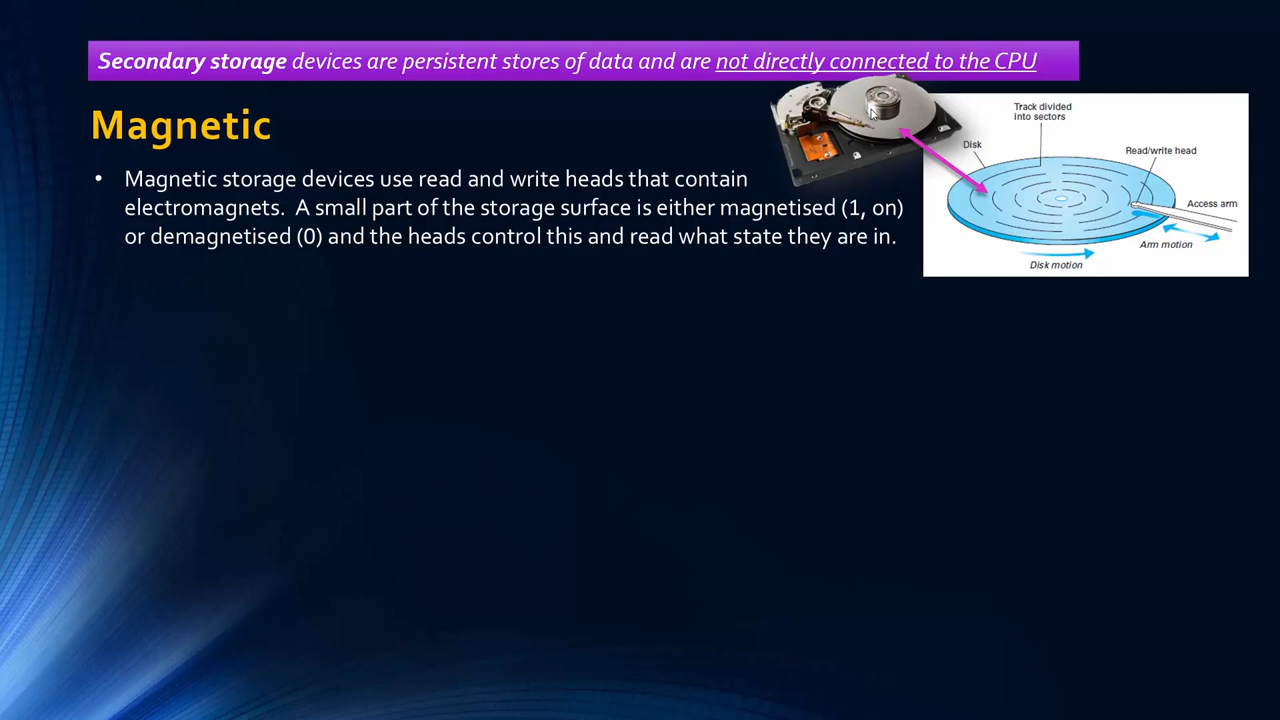 Secondary storage devices are persistent stores of data and are not directly connected to the CPU
Magnetic
• Magnetic storage devices use read and write heads that contain
electromagnets. A small part of the storage surface is either magnetised (1, on)
or demagnetised (0) and the heads control this and read what state they are in.
Track divided
into sectors
Disk
Read/write head
Access arm
Arm motion
Disk motion